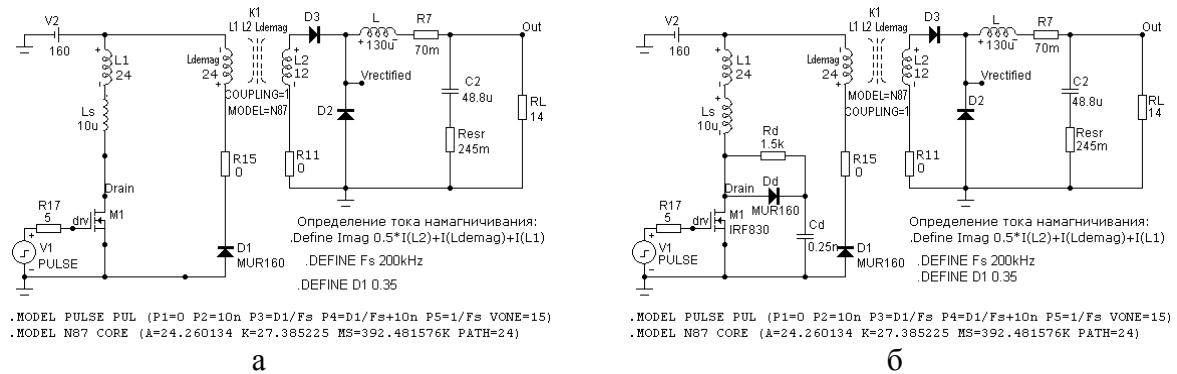 V2
160
L1
24
Ls
10u
Ldemag
24
K1
L1 L2 Ldemag
COUPLING=1
MODEL=N87
L2
12
D3
L
130u
R7
70m
Out
Vrectified
D2
C2
48.8u
Resr
245m
RL
14
R15
0
R11
0
Drain
R17
5
drv
M1
V1
PULSE
D1
MUR160
Определение тока намагничивания:
.Define Imag 0.5*I(L2)+I(Ldemag)+I(L1)
.DEFINE Fs 200kHz
.DEFINE D1 0.35
.MODEL PULSE PUL (P1=0 P2=10n P3=D1/Fs P4=D1/Fs+10n P5=1/Fs VONE=15)
.MODEL N87 CORE (A=24.260134 K=27.385225 MS=392.481576K PATH=24)
а
V2
160
L1
24
Ls
10u
Ldemag
24
K1
L1 L2 Ldemag
MODEL=N87
COUPLING=1
L2
12
D3
L
130u
R7
70m
Out
Vrectified
D2
C2
48.8u
Resr
245m
RL
14
Rd
1.5k
R15
0
R11
0
Drain
Dd
MUR160
R17
5
drv
M1
IRF830
Cd
0.25n
V1
PULSE
D1
MUR160
Определение тока намагничивания:
.Define Imag 0.5*I(L2)+I(Ldemag)+I(L1)
.DEFINE Fs 200kHz
.DEFINE D1 0.35
.MODEL PULSE PUL (P1=0 P2=10n P3=D1/Fs P4=D1/Fs+10n P5=1/Fs VONE=15)
.MODEL N87 CORE (A=24.260134 K=27.385225 MS=392.481576K PATH=24)
б